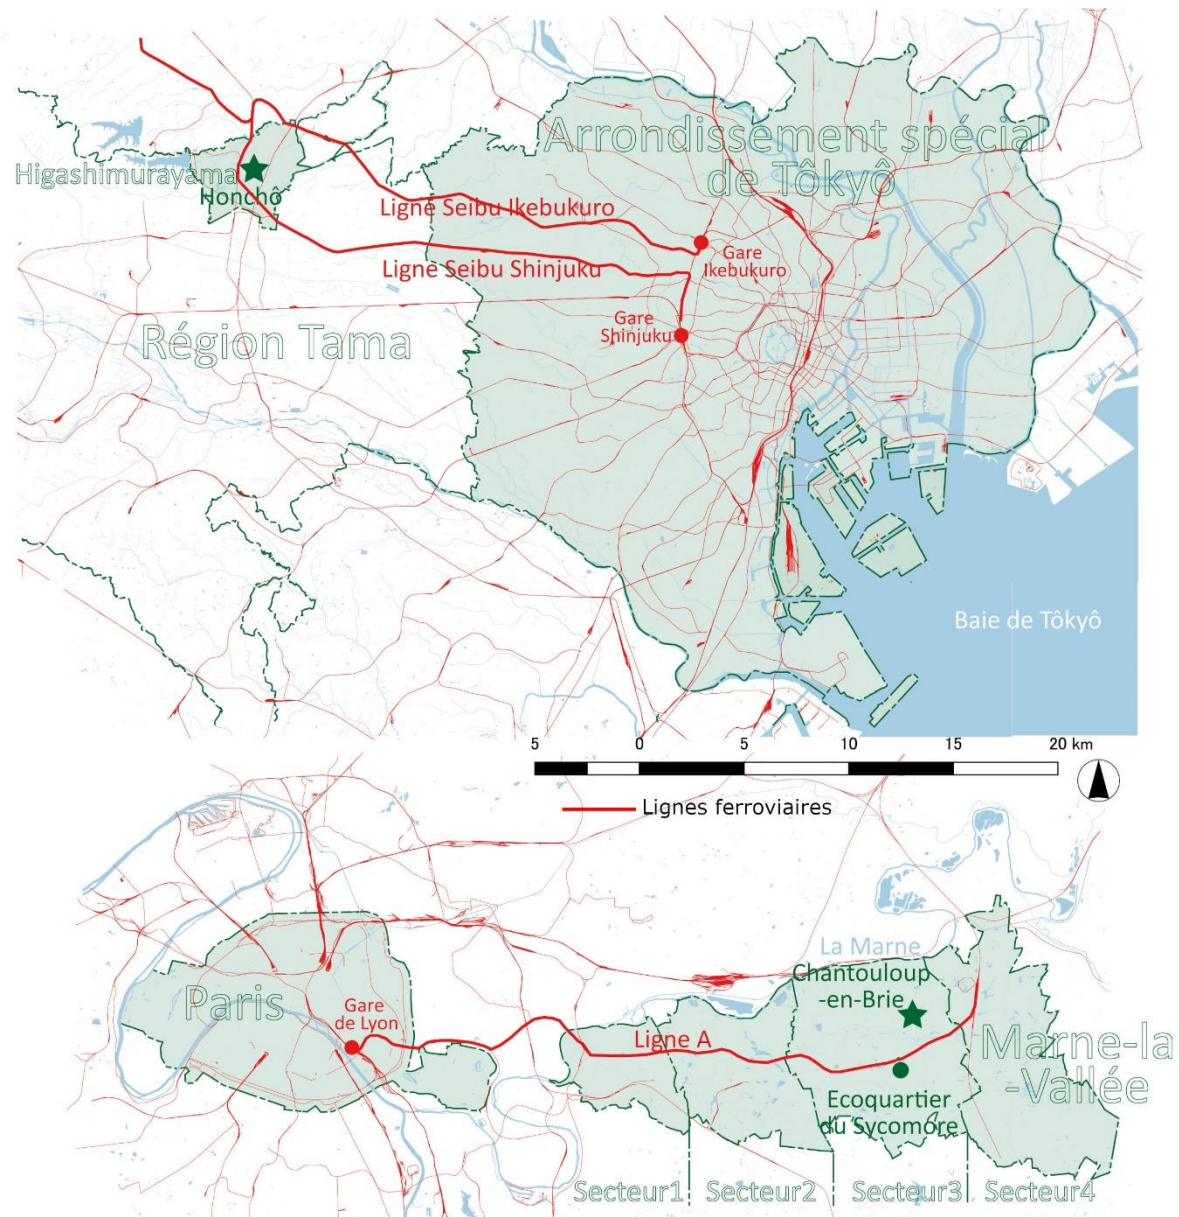 Arrondissement spécial
de Tôkyô
Higashimurayama
Honchô
Ligne Seibu Ikebukuro
Ligne Seibu Shinjuku
Gare
Ikebukuro
Gare
Shinjuku
Région Tama
Baie de Tôkyô
5 0 5 10 15 20 km
Lignes ferroviaires
La Marne
Chantouloup
-en-Brie
Paris
Gare
de Lyon
Ligne A
Marne-la
-Vallée
Ecoquartier
du Sycomore
Secteur1
Secteur2
Secteur3
Secteur4